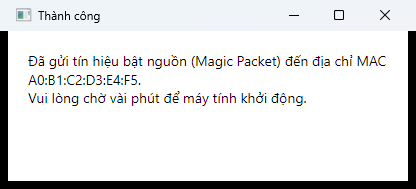 Thành công
Đã gửi tín hiệu bật nguồn (Magic Packet) đến địa chỉ MAC
A0:B1:C2:D3:E4:F5.
Vui lòng chờ vài phút để máy tính khởi động.